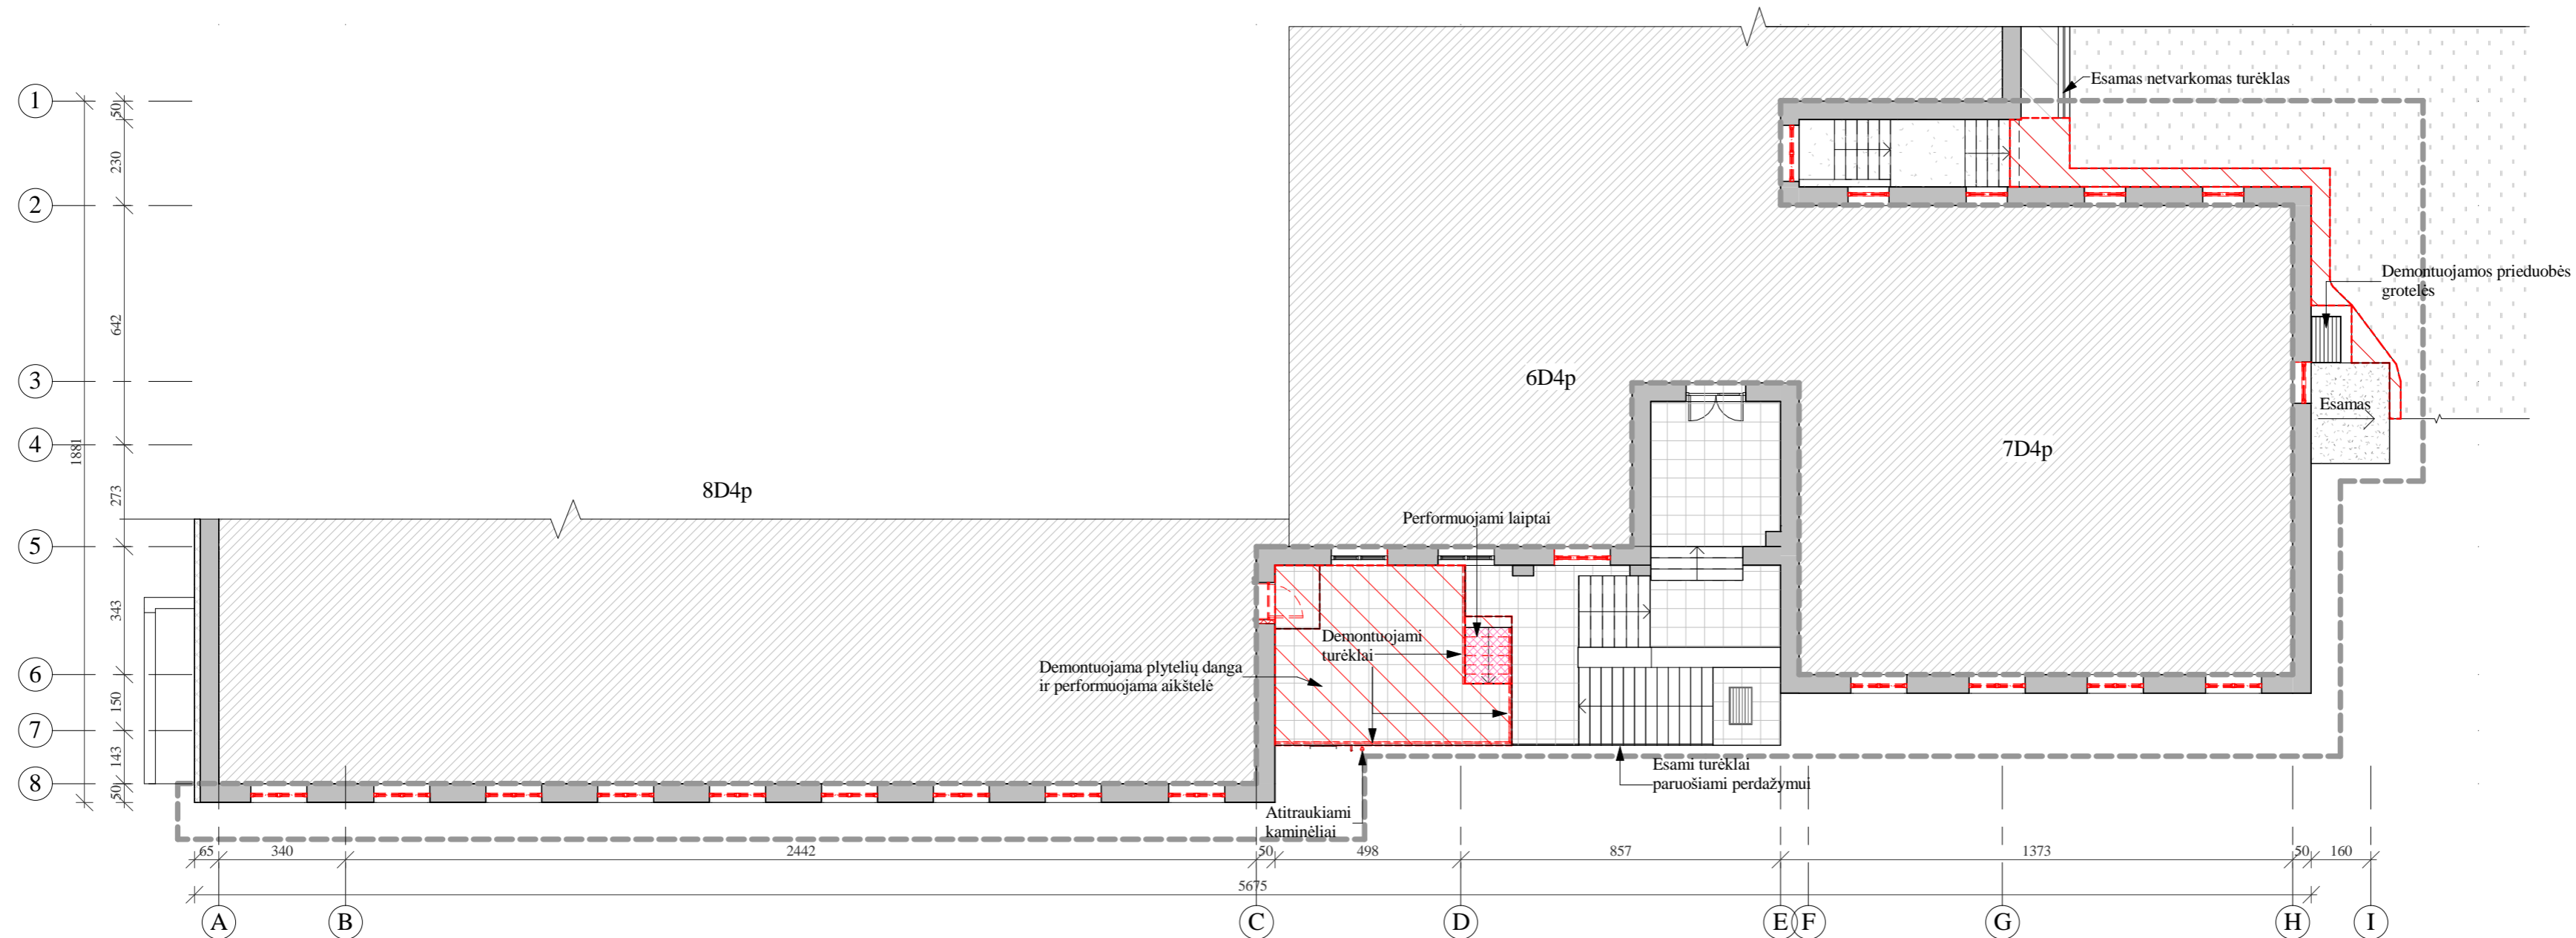 Esamas netvarkomas turėklas
1
50
230
2
Demontuojamos prieduobės
grotelės
642
6D4p
3
Esamas
4
1881
7D4p
273
8D4p
Performuojami laiptai
5
343
Demontuojami
turėklai
Demontuojama plytelių danga
ir performuojama aikštelė
6
150
7
143
Esami turėklai
paruošiami perdažymui
8
50
Atitraukiami
kaminėliai
65 340 2442 50 498 857 1373 50 160
5675
A B C D E F G H I